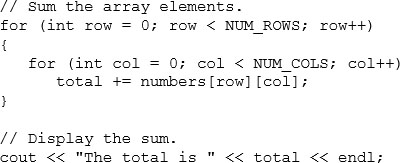 // Sum the array elements.
for (int row = 0; row < NUM_ROWS; row++)
{
   for (int col = 0; col < NUM_COLS; col++)
      total += numbers[row][col];
}

// Display the sum.
cout << "The total is " << total << endl;